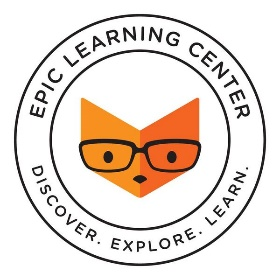 EPIC LEARNING CENTER
DISCOVER. EXPLORE. LEARN.